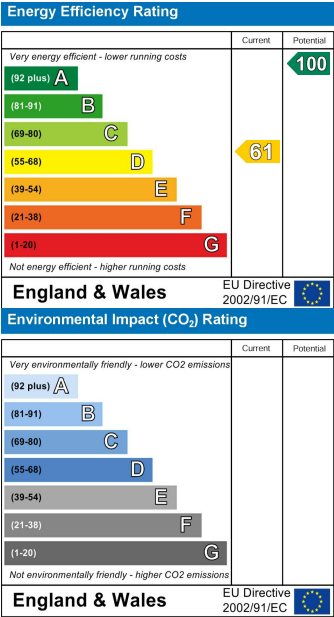 Energy Efficiency Rating
Current Potential
Very energy efficient - lower running costs
(92 plus) A
100
(81-91) B
(69-80) C
61
(55-68) D
(39-54) E
(21-38) F
(1-20) G
Not energy efficient - higher running costs
England & Wales
EU Directive
2002/91/EC
Environmental Impact (CO₂) Rating
Current Potential
Very environmentally friendly - lower CO2 emissions
(92 plus) A
(81-91) B
(69-80) C
(55-68) D
(39-54) E
(21-38) F
(1-20) G
Not environmentally friendly - higher CO2 emissions
England & Wales
EU Directive
2002/91/EC